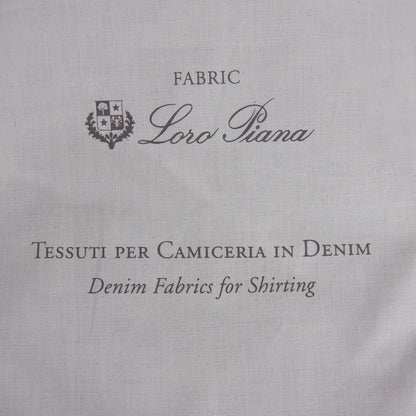 FABRIC
Loro Piana
TESSUTI PER CAMICERIA IN DENIM
Denim Fabrics for Shirting